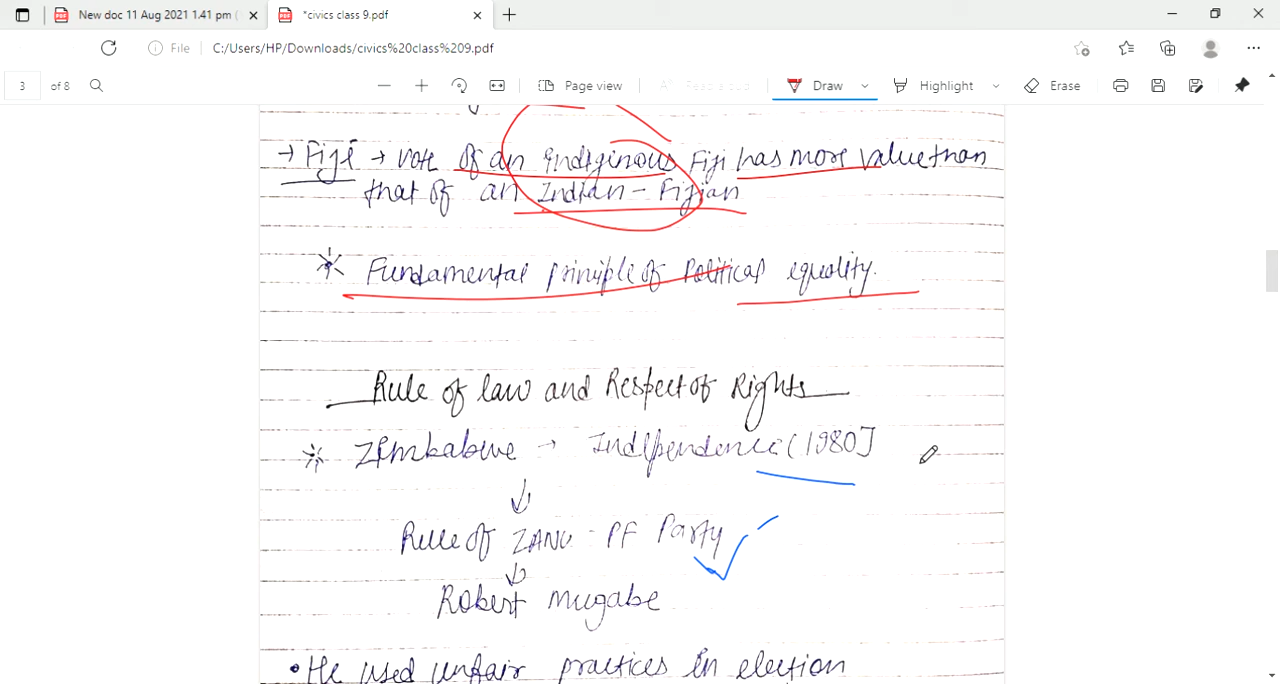 New doc 11 Aug 2021 1.41 pm (
*civics class 9.pdf
File C:/Users/HP/Downloads/civics%20class%209.pdf
3 of 8 Page view Draw Highlight Erase
→ Fiji → vote of an indiginous Fiji has more value than
that of an Indian - Fijian
Fundamental principle of political equality.
Rule of law and Respect of Rights
Zimbabwe → Independence (1980]
↓
Rule of ZANU - PF Party
↓
Robert mugabe
• He used unfair practices in election